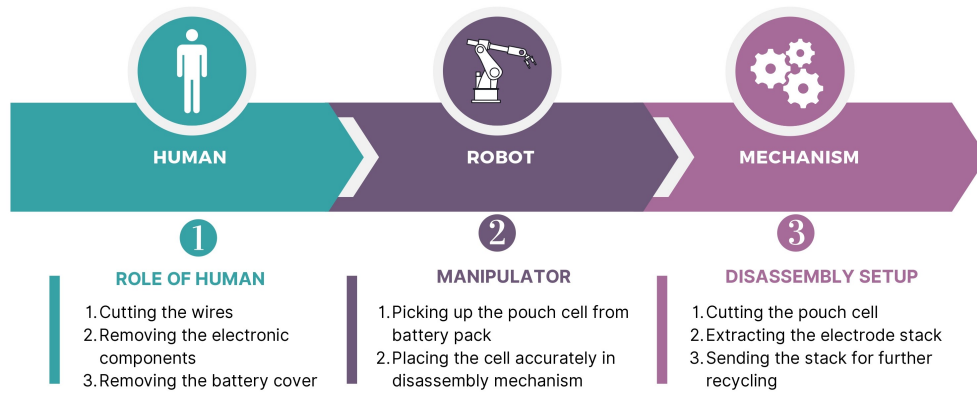 HUMAN
ROBOT
MECHANISM
1
ROLE OF HUMAN
1. Cutting the wires
2. Removing the electronic
components
3. Removing the battery cover
2
MANIPULATOR
1. Picking up the pouch cell from
battery pack
2. Placing the cell accurately in
disassembly mechanism
3
DISASSEMBLY SETUP
1. Cutting the pouch cell
2. Extracting the electrode stack
3. Sending the stack for further
recycling